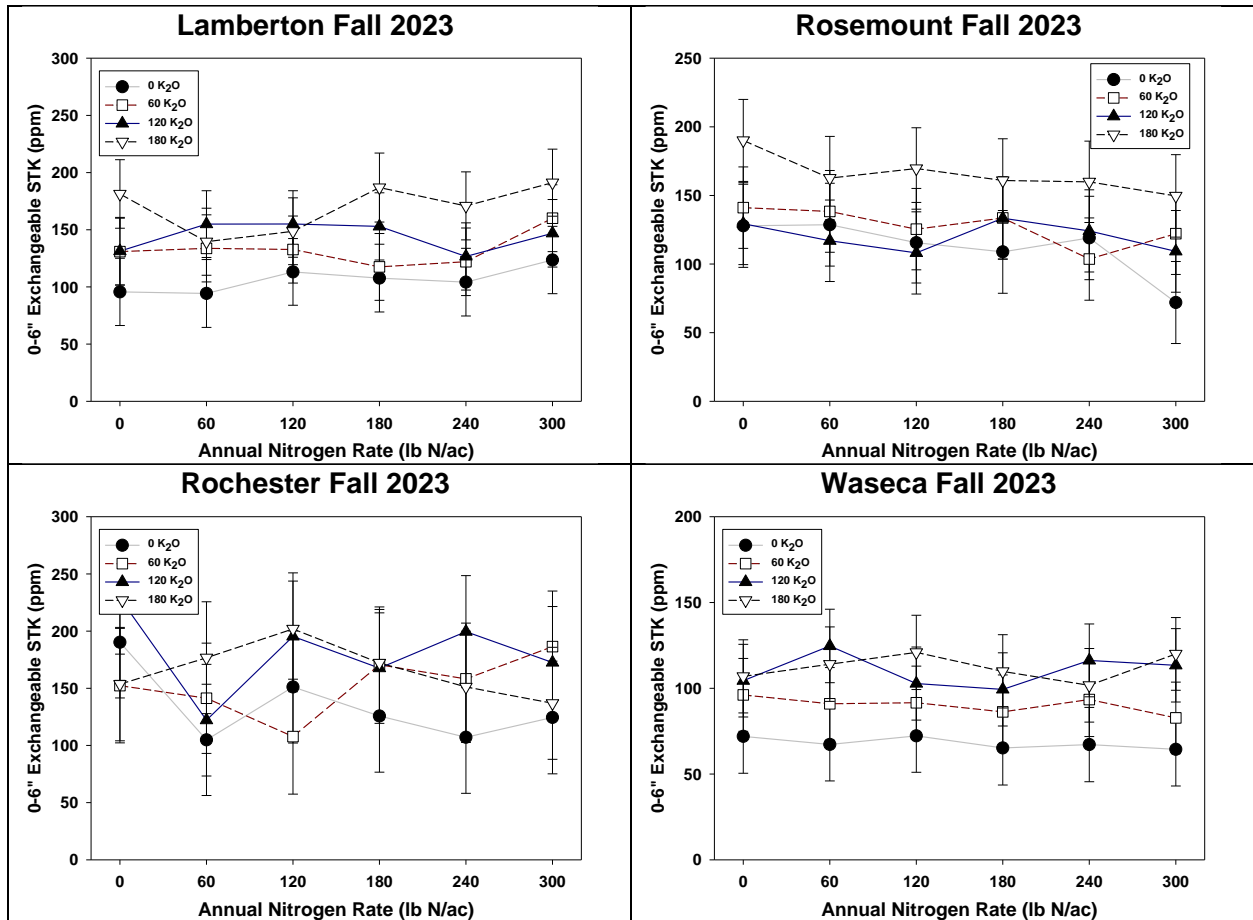 Lamberton Fall 2023
300
250
200
150
100
50
0
0-6" Exchangeable STK (ppm)
0 K2O
60 K2O
120 K2O
180 K2O
0 60 120 180 240 300
Annual Nitrogen Rate (lb N/ac)
Rosemount Fall 2023
250
200
150
100
50
0
0-6" Exchangeable STK (ppm)
0 K2O
60 K2O
120 K2O
180 K2O
0 60 120 180 240 300
Annual Nitrogen Rate (lb N/ac)
Rochester Fall 2023
300
250
200
150
100
50
0
0-6" Exchangeable STK (ppm)
0 K2O
60 K2O
120 K2O
180 K2O
0 60 120 180 240 300
Annual Nitrogen Rate (lb N/ac)
Waseca Fall 2023
200
150
100
50
0
0-6" Exchangeable STK (ppm)
0 K2O
60 K2O
120 K2O
180 K2O
0 60 120 180 240 300
Annual Nitrogen Rate (lb N/ac)